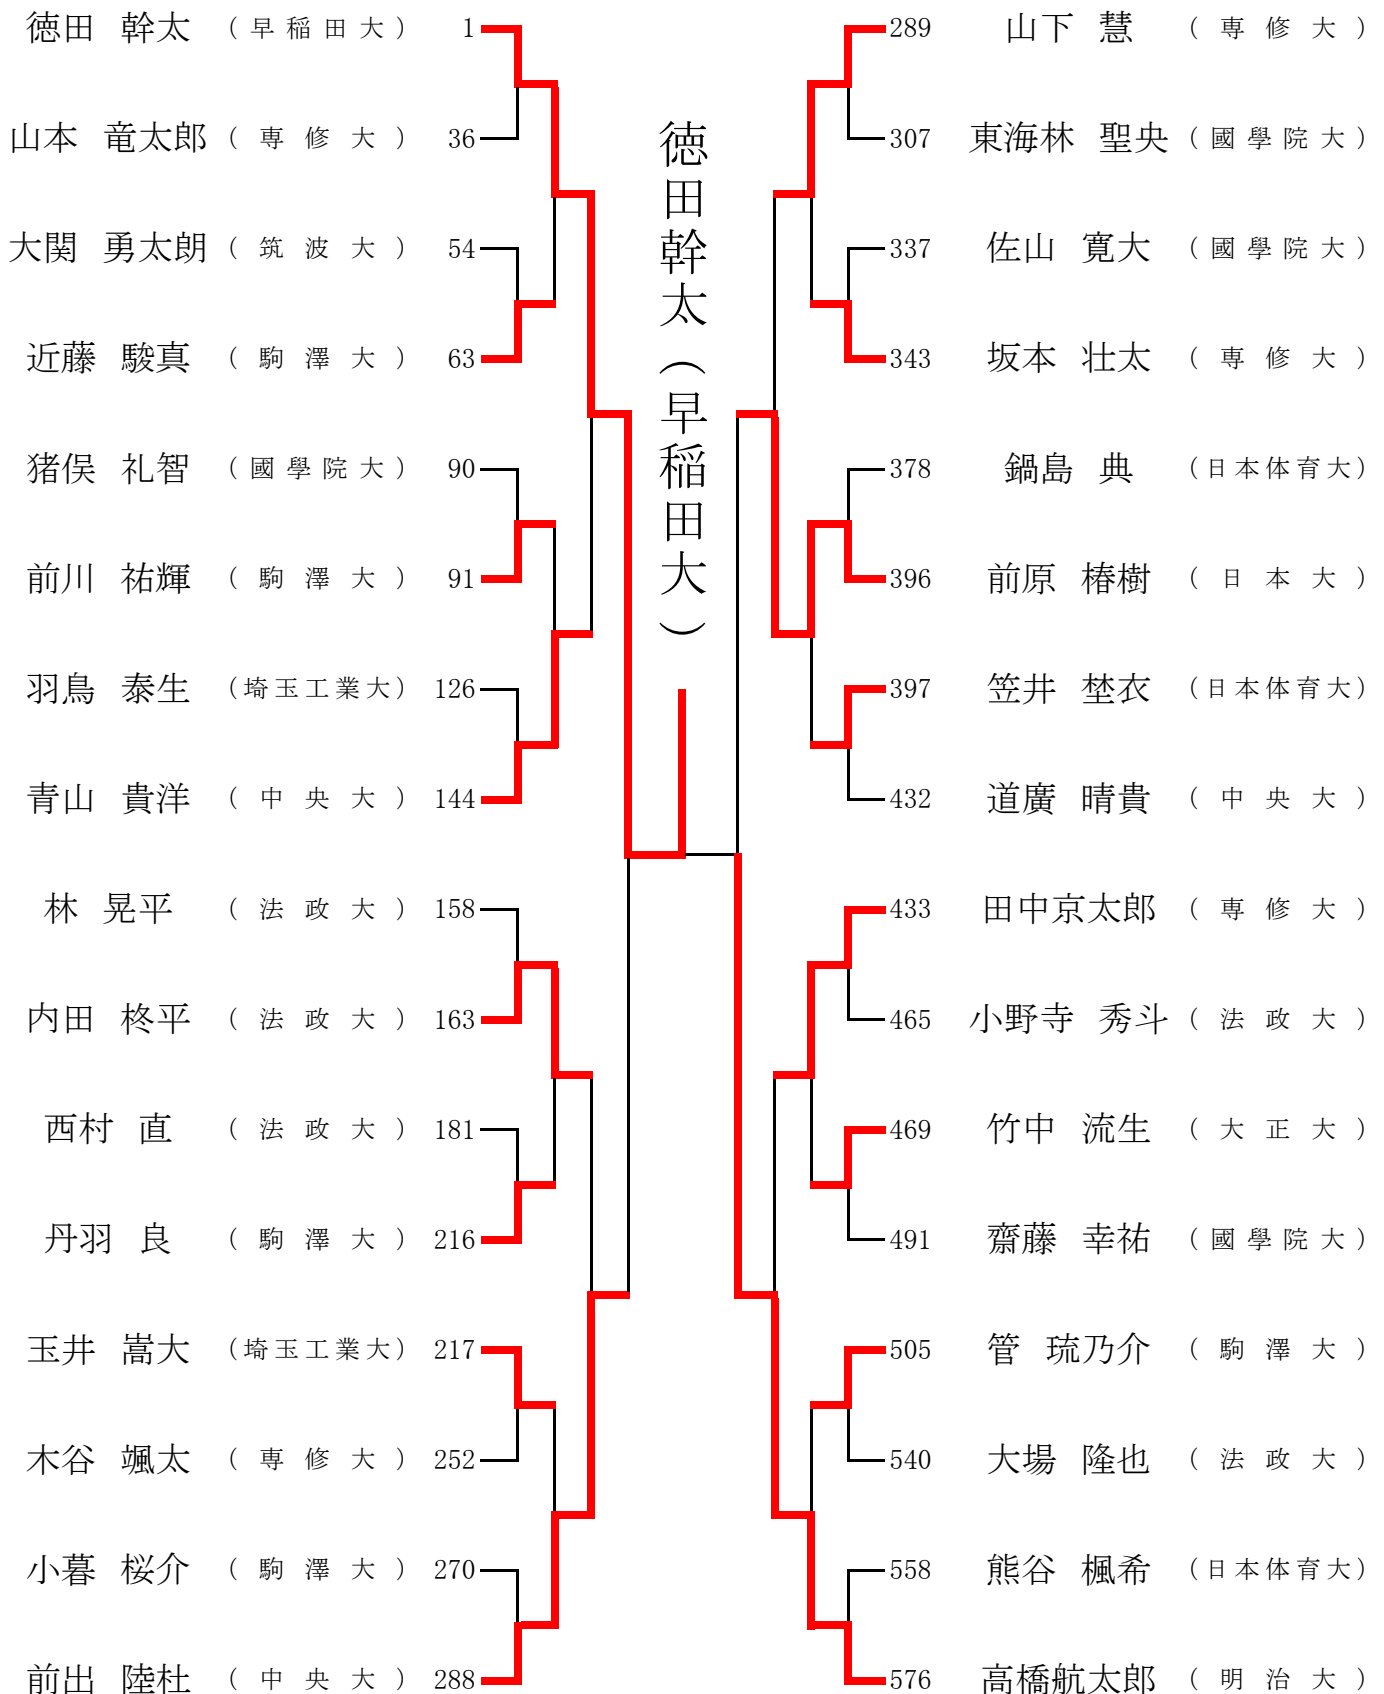 徳田 幹太 (早稲田大) 1
山本 竜太郎 (専修大) 36
大関 勇太朗 (筑波大) 54
近藤 駿真 (駒澤大) 63
猪俣 礼智 (國學院大) 90
前川 祐輝 (駒澤大) 91
羽鳥 泰生 (埼玉工業大) 126
青山 貴洋 (中央大) 144
林 晃平 (法政大) 158
内田 柊平 (法政大) 163
西村 直 (法政大) 181
丹羽 良 (駒澤大) 216
玉井 嵩大 (埼玉工業大) 217
木谷 颯太 (専修大) 252
小暮 桜介 (駒澤大) 270
前出 陸杜 (中央大) 288
徳田幹太(早稲田大)
289 山下 慧 (専修大)
307 東海林 聖央 (國學院大)
337 佐山 寛大 (國學院大)
343 坂本 壮太 (専修大)
378 鍋島 典 (日本体育大)
396 前原 椿樹 (日本大)
397 笠井 埜衣 (日本体育大)
432 道廣 晴貴 (中央大)
433 田中京太郎 (専修大)
465 小野寺 秀斗 (法政大)
469 竹中 流生 (大正大)
491 齋藤 幸祐 (國學院大)
505 管 琉乃介 (駒澤大)
540 大場 隆也 (法政大)
558 熊谷 楓希 (日本体育大)
576 高橋航太郎 (明治大)